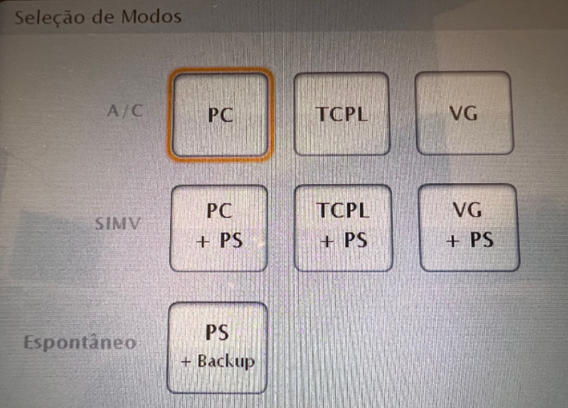 Seleção de Modos
A/C
PC
TCPL
VG
SIMV
PC
+ PS
TCPL
+ PS
VG
+ PS
Espontâneo
PS
+ Backup